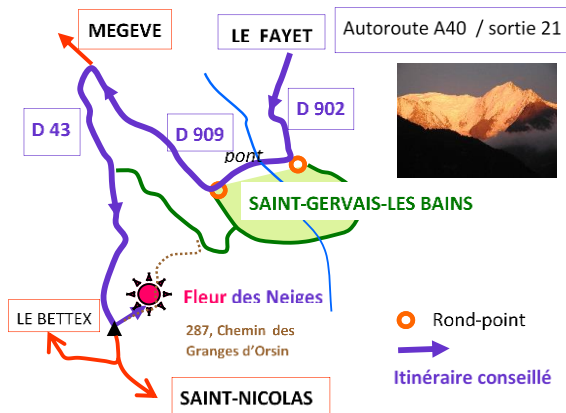 MEGEVE
LE FAYET
Autoroute A40 / sortie 21
D 902
D 43
D 909
pont
SAINT-GERVAIS-LES BAINS
Fleur des Neiges
287, Chemin des
Granges d'Orsin
LE BETTEX
SAINT-NICOLAS
Rond-point
Itinéraire conseillé